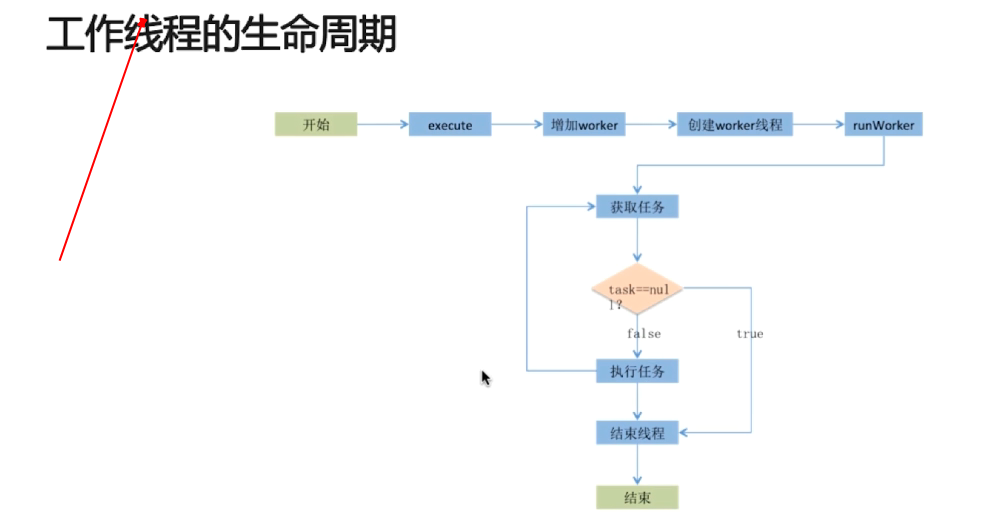 工作线程的生命周期
开始
execute
增加worker
创建worker线程
runWorker
获取任务
task==nul
l?
false
true
执行任务
结束线程
结束